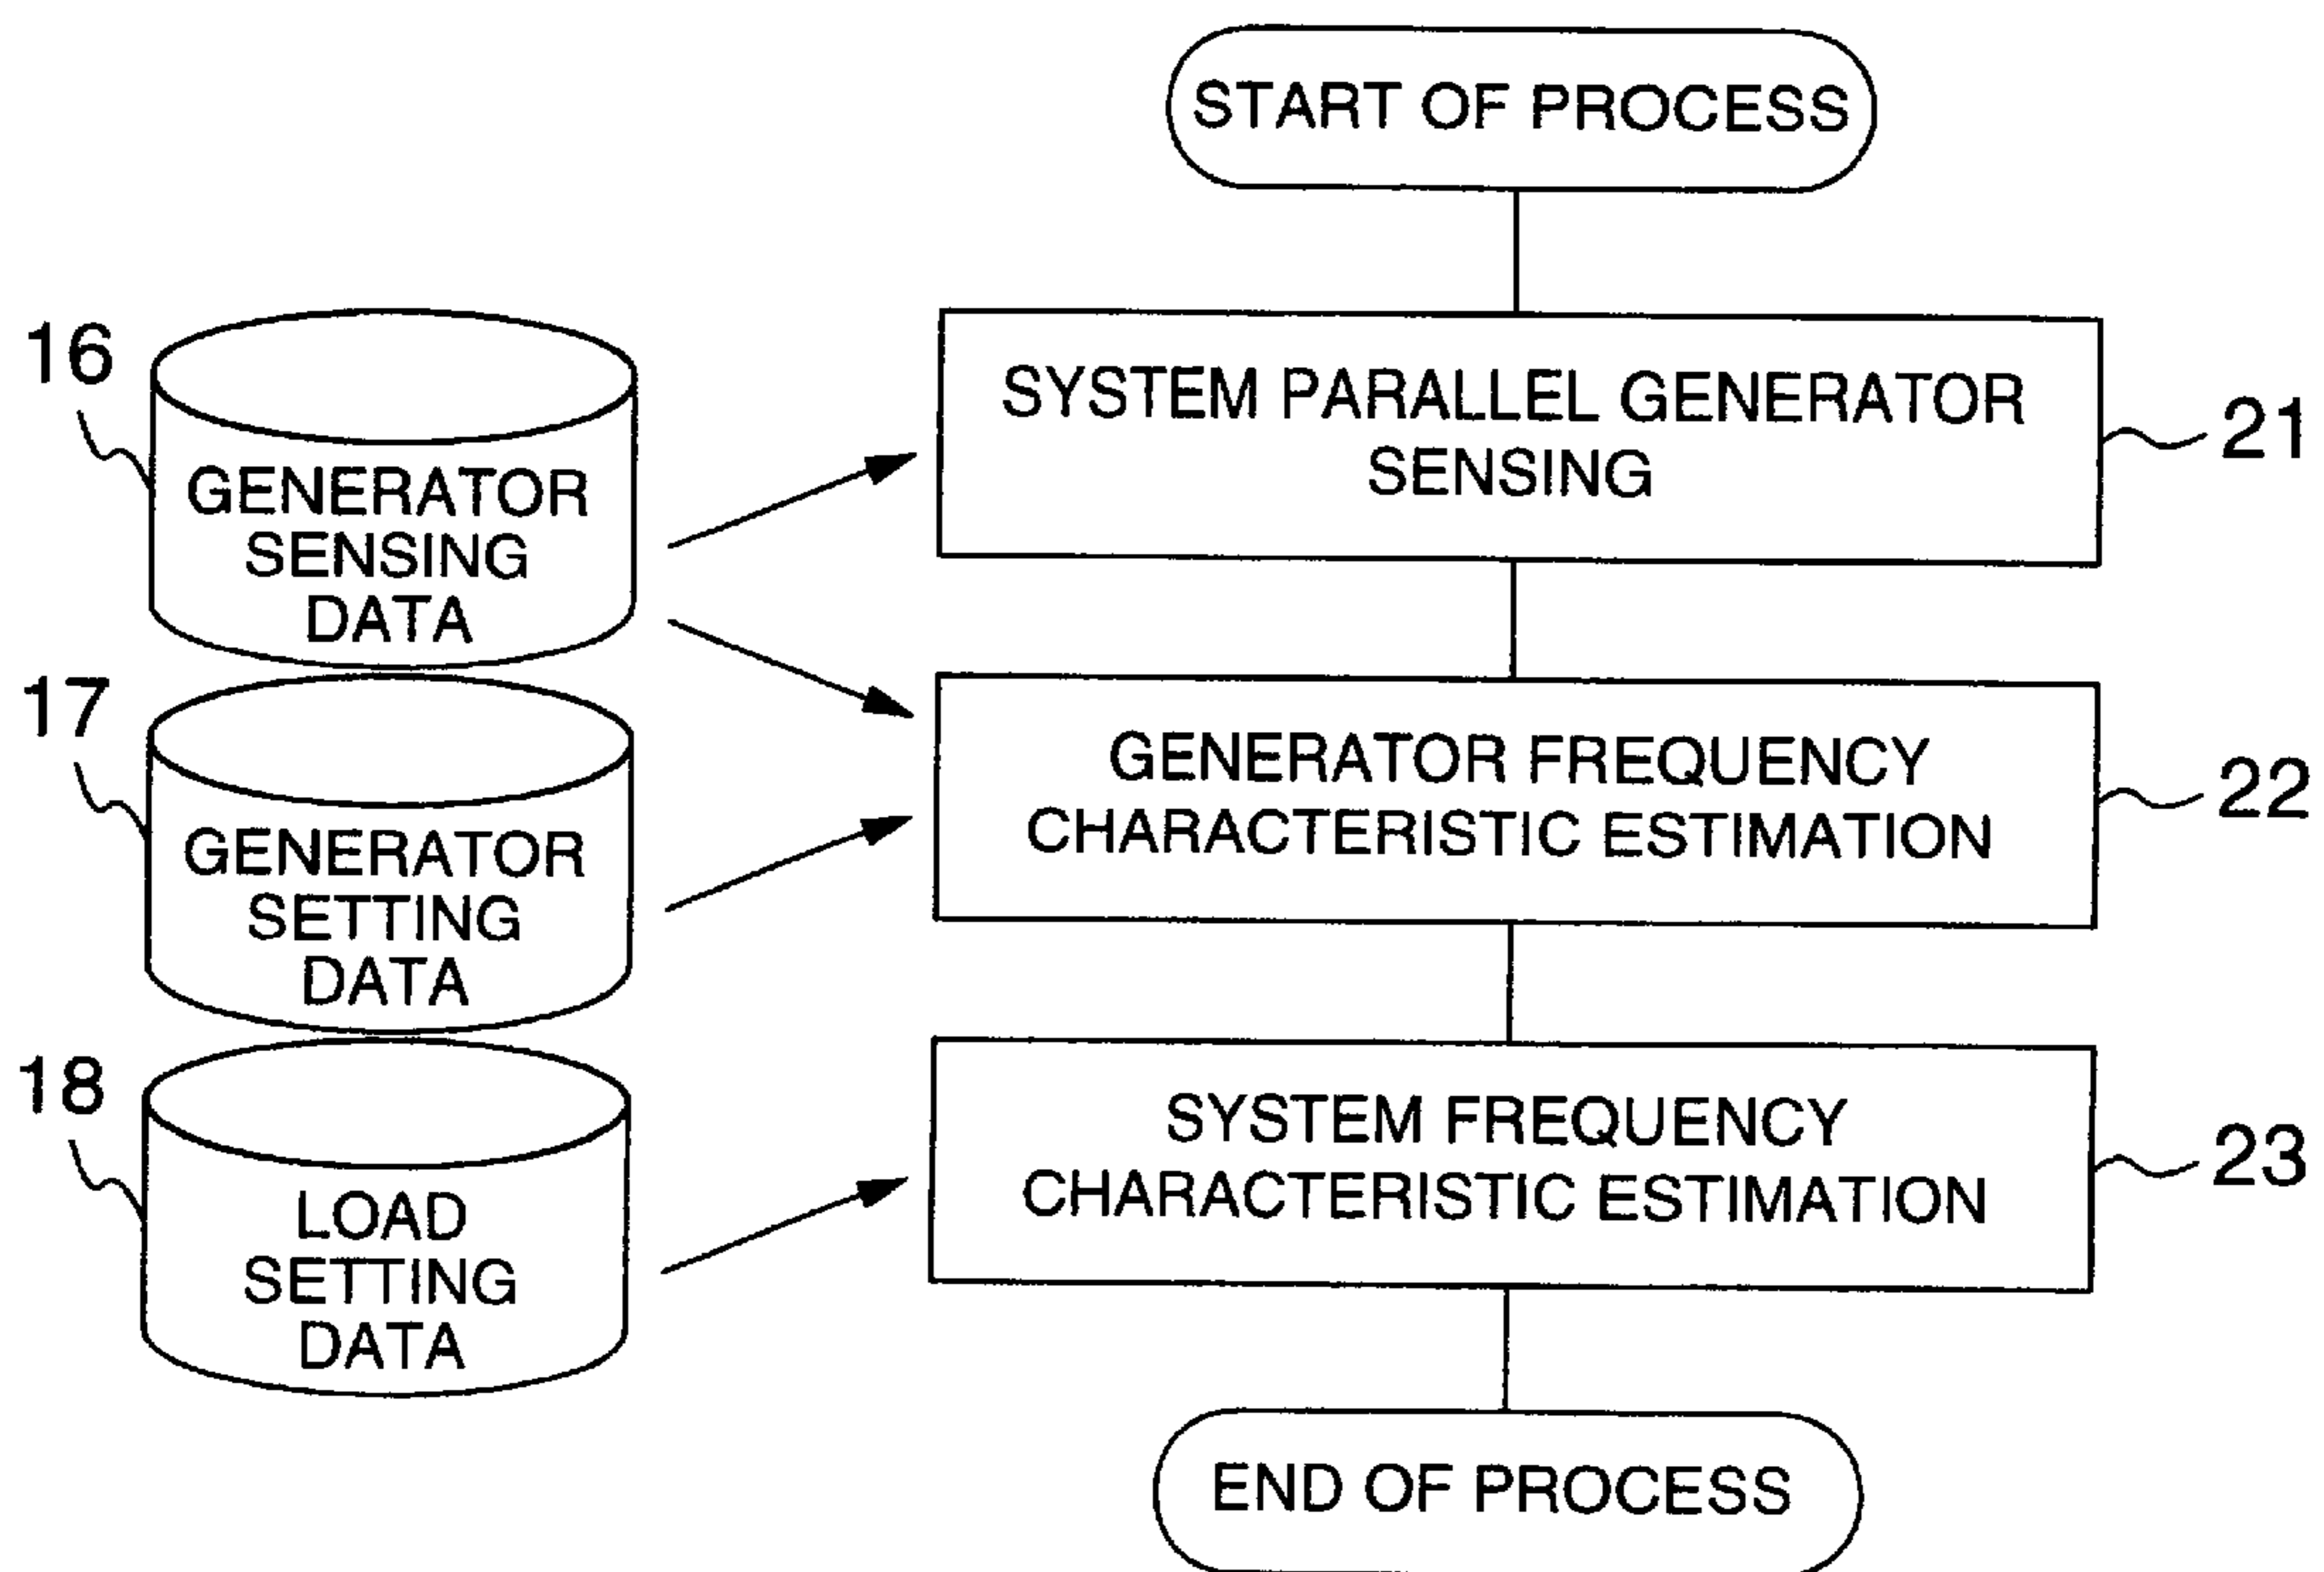 START OF PROCESS
16
GENERATOR
SENSING
DATA
SYSTEM PARALLEL GENERATOR
SENSING
21
17
GENERATOR
SETTING
DATA
GENERATOR FREQUENCY
CHARACTERISTIC ESTIMATION
22
18
LOAD
SETTING
DATA
SYSTEM FREQUENCY
CHARACTERISTIC ESTIMATION
23
END OF PROCESS